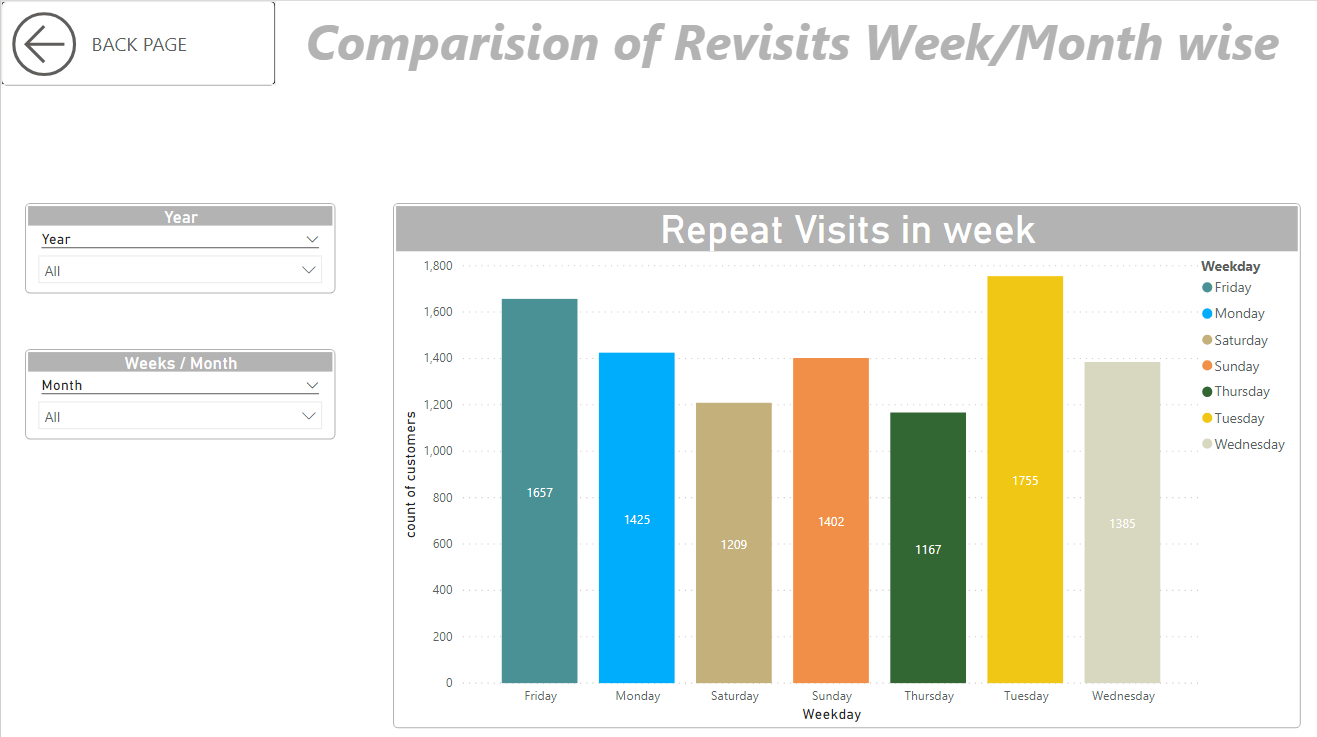 BACK PAGE
Comparision of Revisits Week/Month wise
Year
Year
All
Weeks / Month
Month
All
Repeat Visits in week
1,800
1,600
1,400
1,200
1,000
800
600
400
200
0
count of customers
1657
1425
1209
1402
1167
1755
1385
Friday
Monday
Saturday
Sunday
Thursday
Tuesday
Wednesday
Weekday
Weekday
Friday
Monday
Saturday
Sunday
Thursday
Tuesday
Wednesday